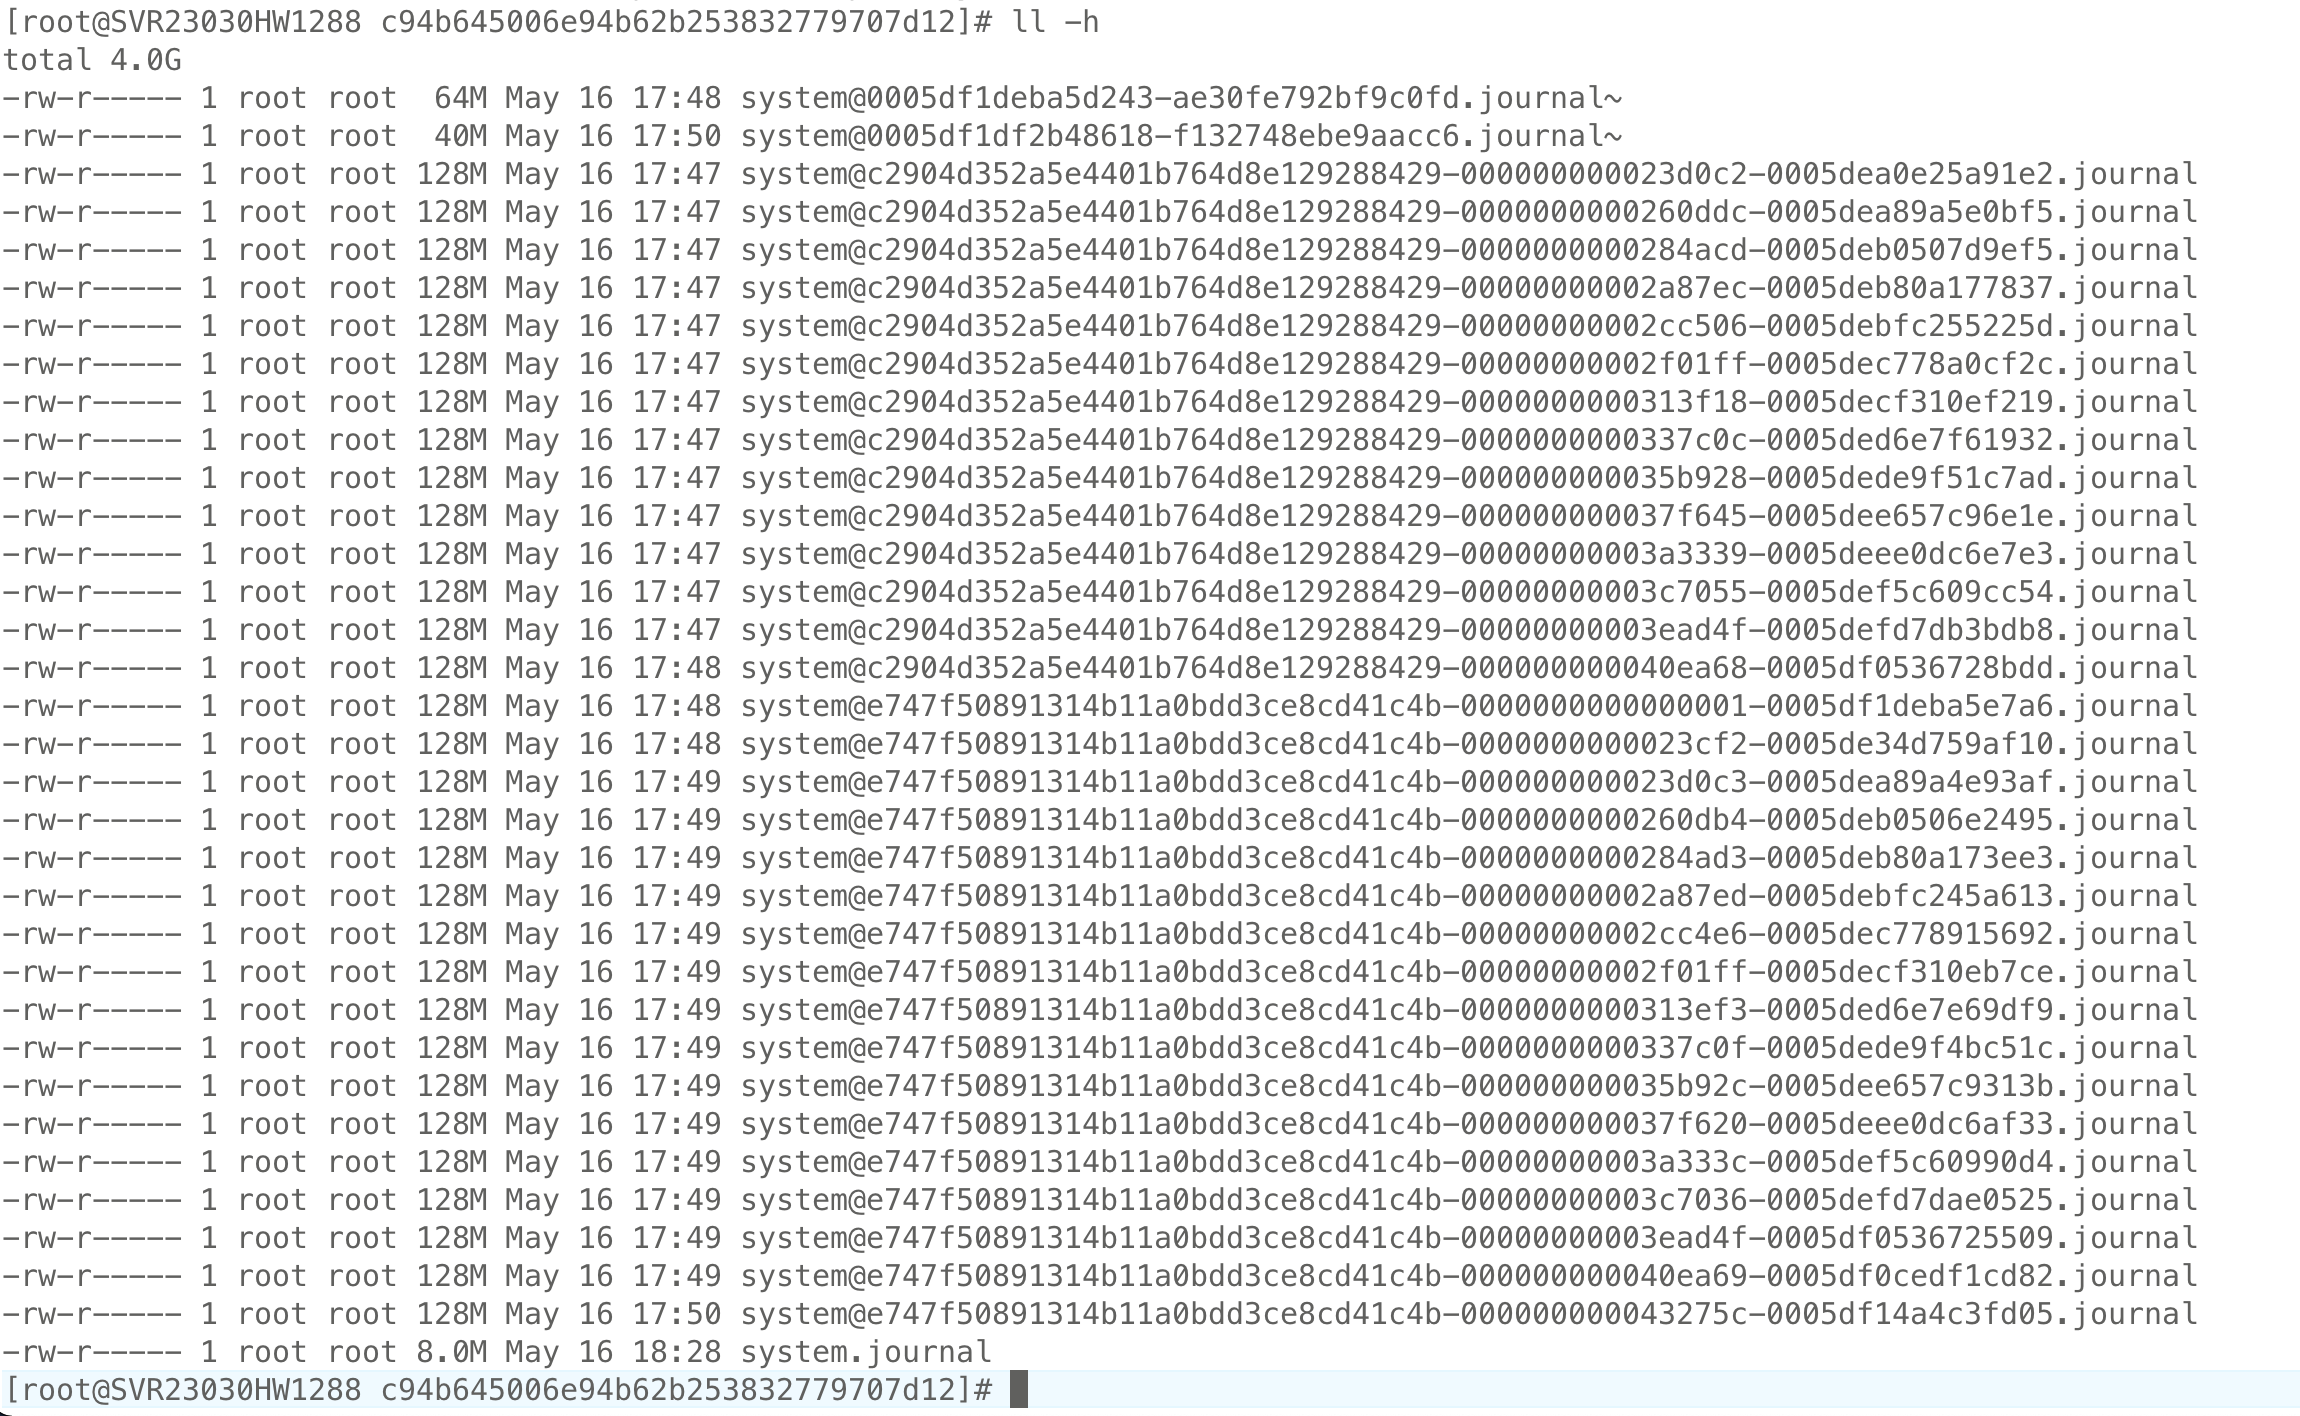 [root@SVR23030HW1288 c94b645006e94b62b253832779707d12]# ll -h
total 4.0G
-rw-r----- 1 root root  64M May 16 17:48 system@0005df1deba5d243-ae30fe792bf9c0fd.journal~
-rw-r----- 1 root root  40M May 16 17:50 system@0005df1df2b48618-f132748ebe9aacc6.journal~
-rw-r----- 1 root root 128M May 16 17:47 system@c2904d352a5e4401b764d8e129288429-000000000023d0c2-0005dea0e25a91e2.journal
-rw-r----- 1 root root 128M May 16 17:47 system@c2904d352a5e4401b764d8e129288429-0000000000260ddc-0005dea89a5e0bf5.journal
-rw-r----- 1 root root 128M May 16 17:47 system@c2904d352a5e4401b764d8e129288429-0000000000284acd-0005deb0507d9ef5.journal
-rw-r----- 1 root root 128M May 16 17:47 system@c2904d352a5e4401b764d8e129288429-00000000002a87ec-0005deb80a177837.journal
-rw-r----- 1 root root 128M May 16 17:47 system@c2904d352a5e4401b764d8e129288429-00000000002cc506-0005debfc255225d.journal
-rw-r----- 1 root root 128M May 16 17:47 system@c2904d352a5e4401b764d8e129288429-00000000002f01ff-0005dec778a0cf2c.journal
-rw-r----- 1 root root 128M May 16 17:47 system@c2904d352a5e4401b764d8e129288429-0000000000313f18-0005decf310ef219.journal
-rw-r----- 1 root root 128M May 16 17:47 system@c2904d352a5e4401b764d8e129288429-0000000000337c0c-0005ded6e7f61932.journal
-rw-r----- 1 root root 128M May 16 17:47 system@c2904d352a5e4401b764d8e129288429-000000000035b928-0005dede9f51c7ad.journal
-rw-r----- 1 root root 128M May 16 17:47 system@c2904d352a5e4401b764d8e129288429-000000000037f645-0005dee657c96e1e.journal
-rw-r----- 1 root root 128M May 16 17:47 system@c2904d352a5e4401b764d8e129288429-00000000003a3339-0005deee0dc6e7e3.journal
-rw-r----- 1 root root 128M May 16 17:47 system@c2904d352a5e4401b764d8e129288429-00000000003c7055-0005def5c609cc54.journal
-rw-r----- 1 root root 128M May 16 17:47 system@c2904d352a5e4401b764d8e129288429-00000000003ead4f-0005defd7db3bdb8.journal
-rw-r----- 1 root root 128M May 16 17:48 system@c2904d352a5e4401b764d8e129288429-000000000040ea68-0005df0536728bdd.journal
-rw-r----- 1 root root 128M May 16 17:48 system@e747f50891314b11a0bdd3ce8cd41c4b-0000000000000001-0005df1deba5e7a6.journal
-rw-r----- 1 root root 128M May 16 17:48 system@e747f50891314b11a0bdd3ce8cd41c4b-0000000000023cf2-0005de34d759af10.journal
-rw-r----- 1 root root 128M May 16 17:49 system@e747f50891314b11a0bdd3ce8cd41c4b-000000000023d0c3-0005dea89a4e93af.journal
-rw-r----- 1 root root 128M May 16 17:49 system@e747f50891314b11a0bdd3ce8cd41c4b-0000000000260db4-0005deb0506e2495.journal
-rw-r----- 1 root root 128M May 16 17:49 system@e747f50891314b11a0bdd3ce8cd41c4b-0000000000284ad3-0005deb80a173ee3.journal
-rw-r----- 1 root root 128M May 16 17:49 system@e747f50891314b11a0bdd3ce8cd41c4b-00000000002a87ed-0005debfc245a613.journal
-rw-r----- 1 root root 128M May 16 17:49 system@e747f50891314b11a0bdd3ce8cd41c4b-00000000002cc4e6-0005dec778915692.journal
-rw-r----- 1 root root 128M May 16 17:49 system@e747f50891314b11a0bdd3ce8cd41c4b-00000000002f01ff-0005decf310eb7ce.journal
-rw-r----- 1 root root 128M May 16 17:49 system@e747f50891314b11a0bdd3ce8cd41c4b-0000000000313ef3-0005ded6e7e69df9.journal
-rw-r----- 1 root root 128M May 16 17:49 system@e747f50891314b11a0bdd3ce8cd41c4b-0000000000337c0f-0005dede9f4bc51c.journal
-rw-r----- 1 root root 128M May 16 17:49 system@e747f50891314b11a0bdd3ce8cd41c4b-000000000035b92c-0005dee657c9313b.journal
-rw-r----- 1 root root 128M May 16 17:49 system@e747f50891314b11a0bdd3ce8cd41c4b-000000000037f620-0005deee0dc6af33.journal
-rw-r----- 1 root root 128M May 16 17:49 system@e747f50891314b11a0bdd3ce8cd41c4b-00000000003a333c-0005def5c60990d4.journal
-rw-r----- 1 root root 128M May 16 17:49 system@e747f50891314b11a0bdd3ce8cd41c4b-00000000003c7036-0005defd7dae0525.journal
-rw-r----- 1 root root 128M May 16 17:49 system@e747f50891314b11a0bdd3ce8cd41c4b-00000000003ead4f-0005df0536725509.journal
-rw-r----- 1 root root 128M May 16 17:49 system@e747f50891314b11a0bdd3ce8cd41c4b-000000000040ea69-0005df0cedf1cd82.journal
-rw-r----- 1 root root 128M May 16 17:50 system@e747f50891314b11a0bdd3ce8cd41c4b-000000000043275c-0005df14a4c3fd05.journal
-rw-r----- 1 root root 8.0M May 16 18:28 system.journal
[root@SVR23030HW1288 c94b645006e94b62b253832779707d12]#